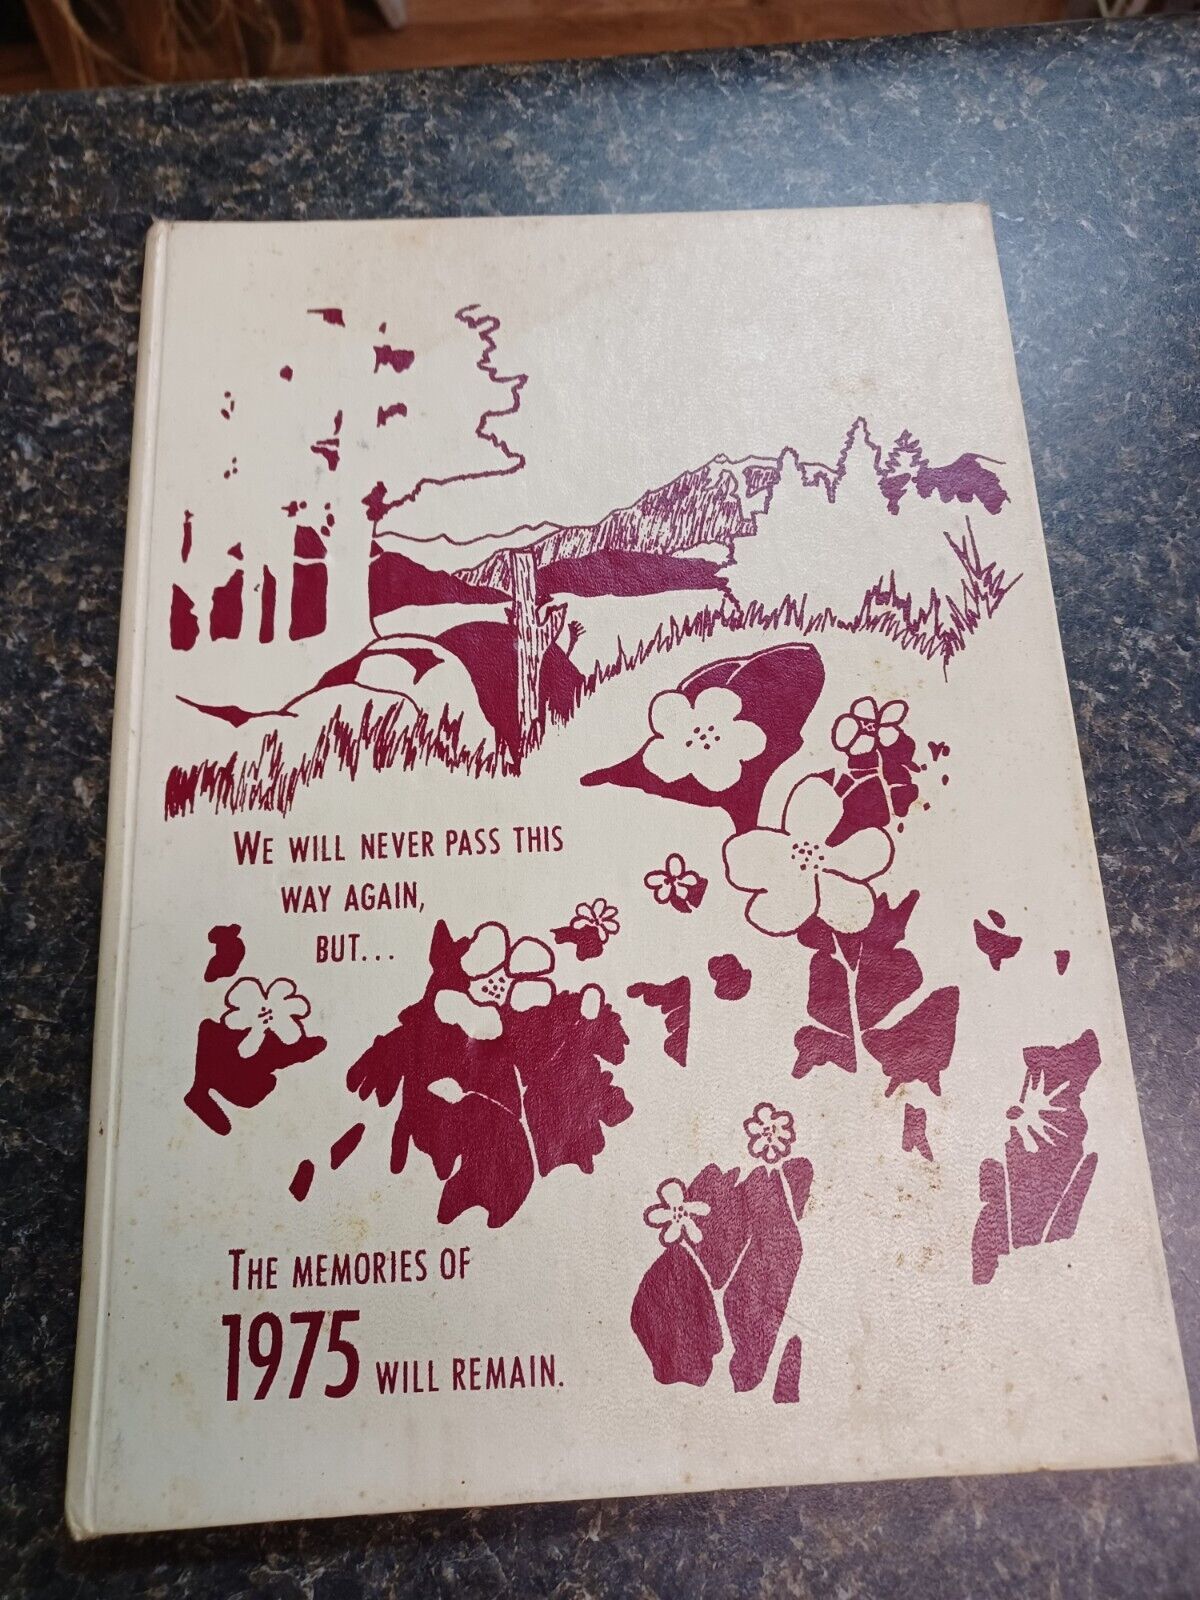 WE WILL NEVER PASS THIS
WAY AGAIN,
BUT...
THE MEMORIES OF
1975 WILL REMAIN.